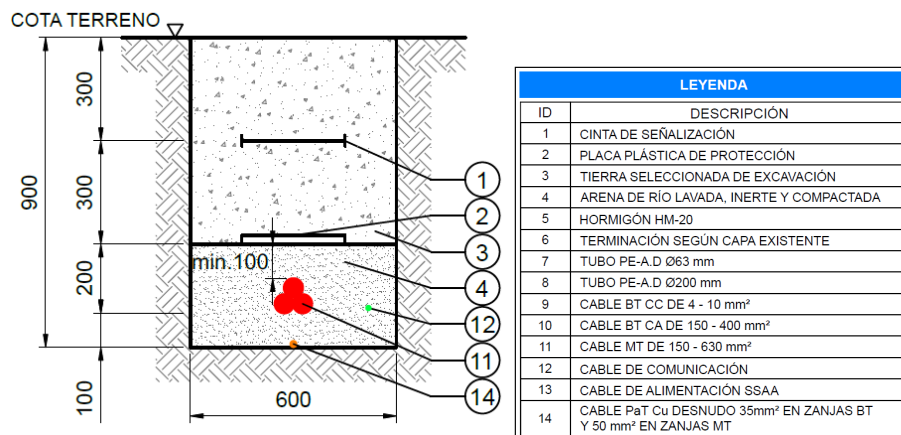 COTA TERRENO
300
900
300
200
min.100
100
600
1
2
3
4
12
11
14
LEYENDA
ID DESCRIPCIÓN
1 CINTA DE SEÑALIZACIÓN
2 PLACA PLÁSTICA DE PROTECCIÓN
3 TIERRA SELECCIONADA DE EXCAVACIÓN
4 ARENA DE RÍO LAVADA, INERTE Y COMPACTADA
5 HORMIGÓN HM-20
6 TERMINACIÓN SEGÚN CAPA EXISTENTE
7 TUBO PE-A.D Ø63 mm
8 TUBO PE-A.D Ø200 mm
9 CABLE BT CC DE 4 - 10 mm²
10 CABLE BT CA DE 150 - 400 mm²
11 CABLE MT DE 150 - 630 mm²
12 CABLE DE COMUNICACIÓN
13 CABLE DE ALIMENTACIÓN SSAA
14 CABLE PaT Cu DESNUDO 35mm² EN ZANJAS BT
Y 50 mm² EN ZANJAS MT